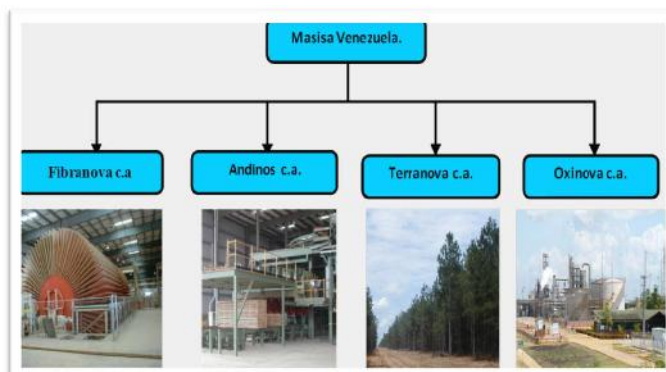 Masisa Venezuela.
Fibranova c.a
Andinos c.a.
Terranova c.a.
Oxinova c.a.